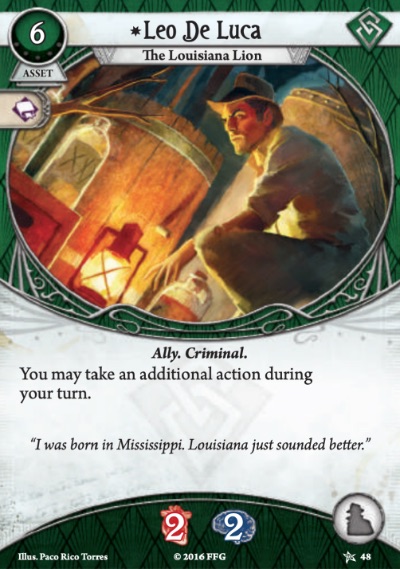 6
*Leo De Luca
The Louisiana Lion
ASSET
XX
Ally. Criminal.
You may take an additional action during
your turn.
“I was born in Mississippi. Louisiana just sounded better.”
2 2
Illus. Paco Rico Torres © 2016 FFG 48